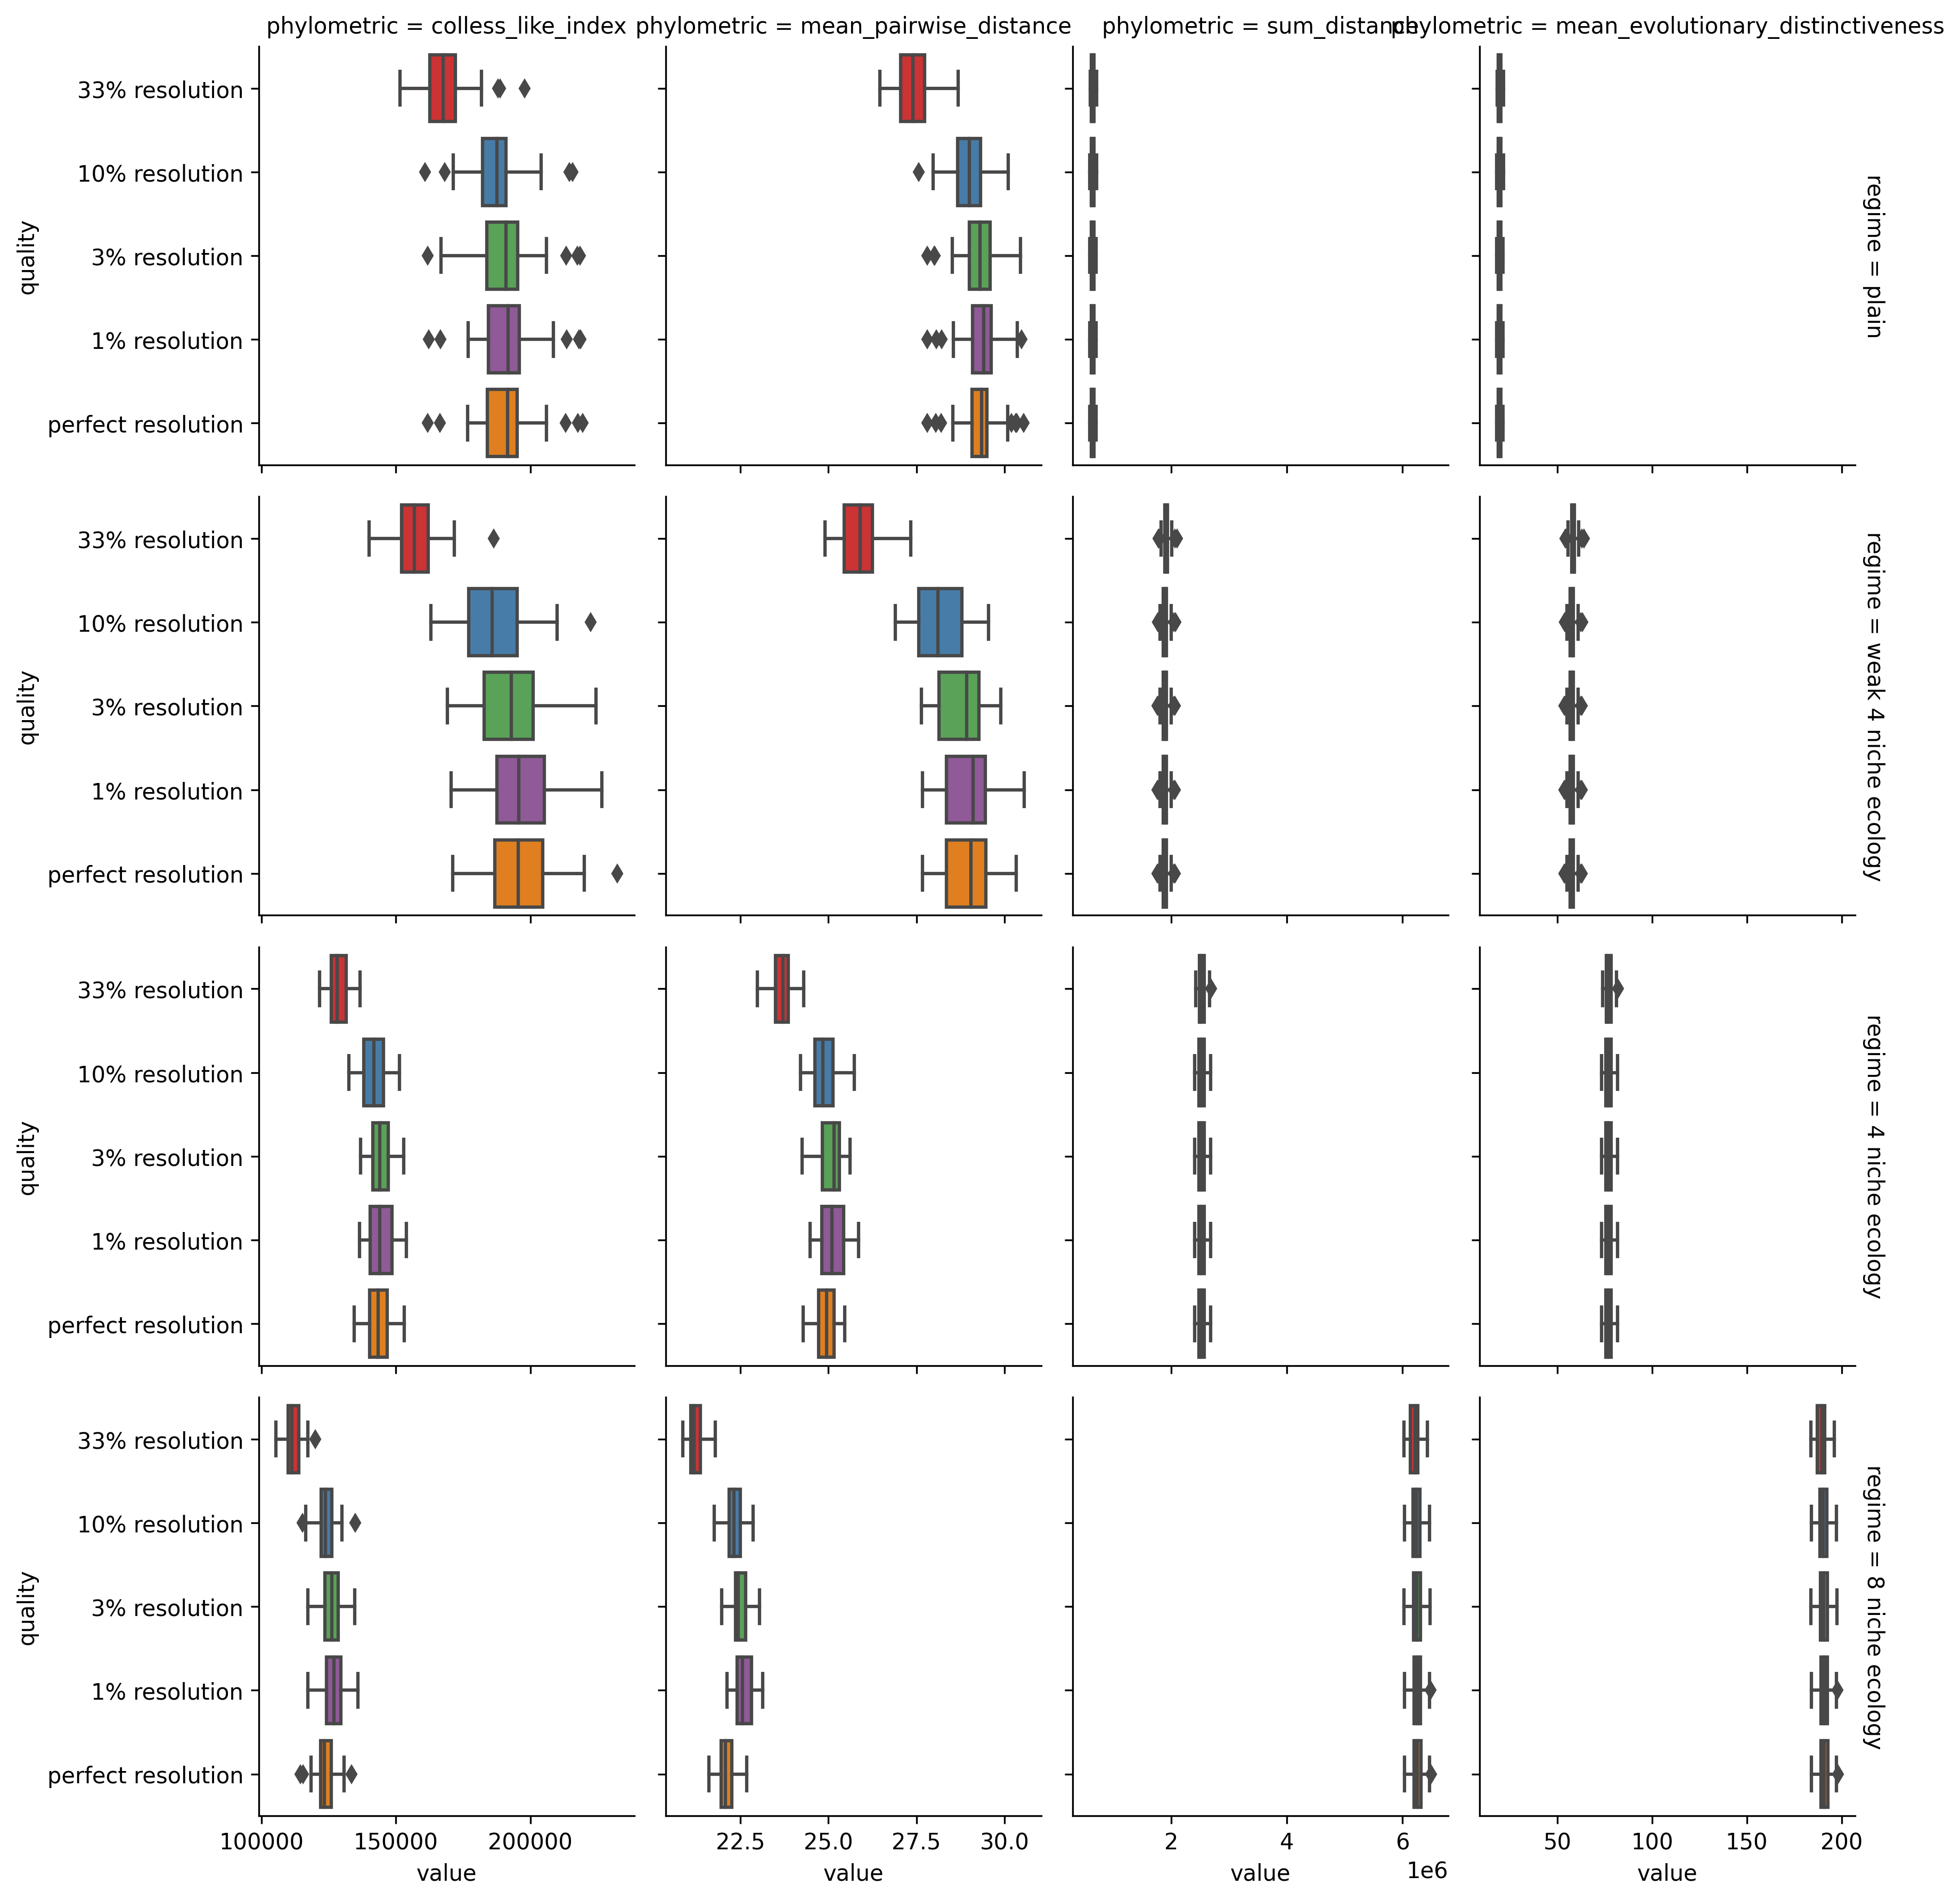 phylometric = colless_like_index
phylometric = mean_pairwise_distance
phylometric = sum_distance
phylometric = mean_evolutionary_distinctiveness
quality
33% resolution
10% resolution
3% resolution
1% resolution
perfect resolution
regime = plain
quality
33% resolution
10% resolution
3% resolution
1% resolution
perfect resolution
regime = weak 4 niche ecology
quality
33% resolution
10% resolution
3% resolution
1% resolution
perfect resolution
regime = 4 niche ecology
quality
33% resolution
10% resolution
3% resolution
1% resolution
perfect resolution
regime = 8 niche ecology
100000 150000 200000
value
22.5 25.0 27.5 30.0
value
2 4 6
1e6
value
50 100 150 200
value